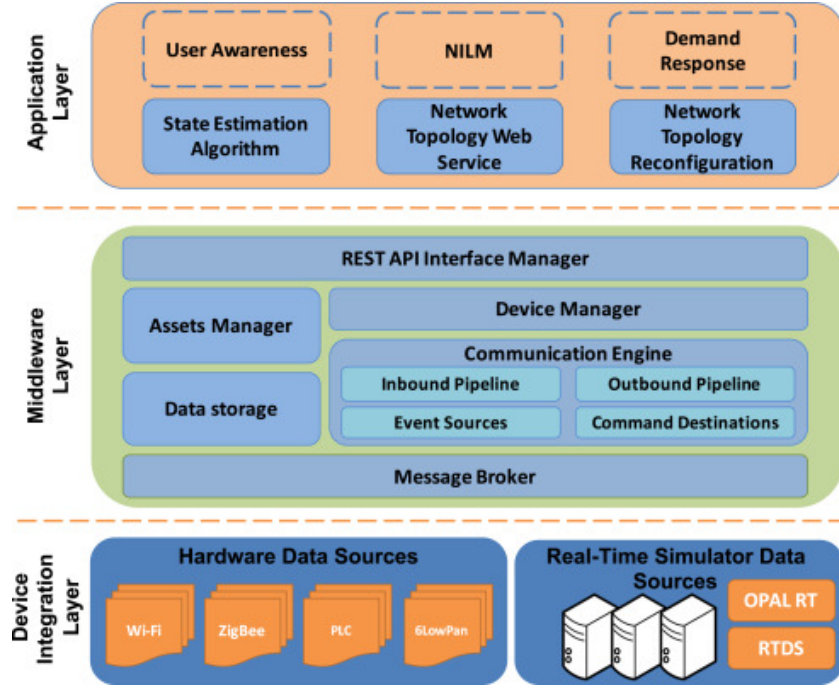 Application
Layer
User Awareness
NILM
Demand
Response
State Estimation
Algorithm
Network
Topology Web
Service
Network
Topology
Reconfiguration
Middleware
Layer
REST API Interface Manager
Assets Manager
Device Manager
Data storage
Communication Engine
Inbound Pipeline
Outbound Pipeline
Event Sources
Command Destinations
Message Broker
Device
Integration
Layer
Hardware Data Sources
Wi-Fi
ZigBee
PLC
6LowPan
Real-Time Simulator Data
Sources
OPAL RT
RTDS